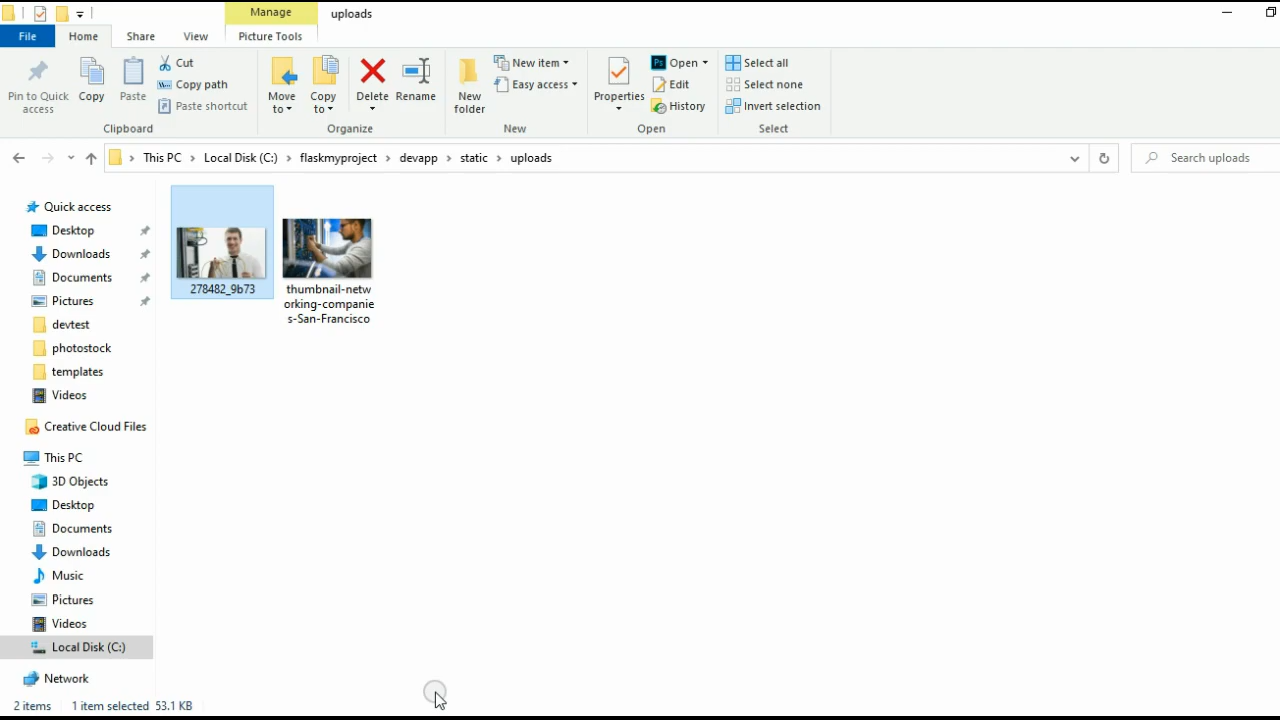 Manage
uploads
File
Home
Share
View
Picture Tools
Pin to Quick
access
Copy
Paste
Cut
Copy path
Paste shortcut
Clipboard
Move
to
Copy
to
Delete
Rename
Organize
New
folder
New item
Easy access
New
Properties
Open
Edit
History
Open
Select all
Select none
Invert selection
Select
This PC
Local Disk (C:)
flaskmyproject
devapp
static
uploads
Search uploads
Quick access
Desktop
Downloads
Documents
Pictures
devtest
photostock
templates
Videos
Creative Cloud Files
This PC
3D Objects
Desktop
Documents
Downloads
Music
Pictures
Videos
Local Disk (C:)
Network
278482_9b73
thumbnail-netw
orking-companie
s-San-Francisco
2 items
1 item selected 53.1 KB